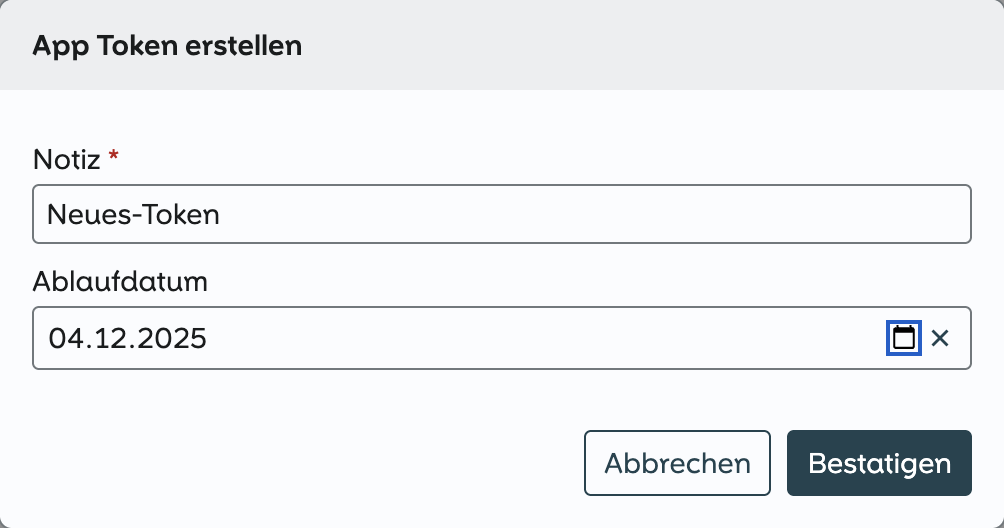 App Token erstellen
Notiz *
Neues-Token
Ablaufdatum
04.12.2025
Abbrechen
Bestatigen